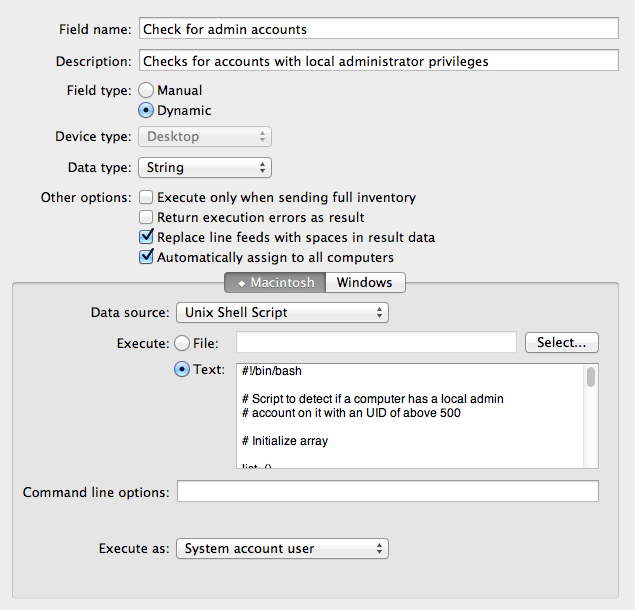 Field name: Check for admin accounts
Description: Checks for accounts with local administrator privileges
Field type: Manual
Dynamic
Device type: Desktop
Data type: String
Other options: Execute only when sending full inventory
Return execution errors as result
Replace line feeds with spaces in result data
Automatically assign to all computers
Macintosh Windows
Data source: Unix Shell Script
Execute: File: Select...
Text: #!/bin/bash
# Script to detect if a computer has a local admin
# account on it with an UID of above 500
# Initialize array
list=()
Command line options:
Execute as: System account user